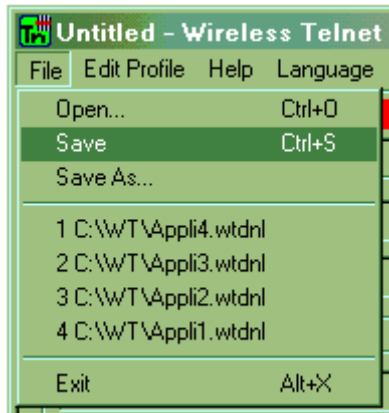 Untitled - Wireless Telnet
File Edit Profile Help Language
Open... Ctrl+O
Save Ctrl+S
Save As...
1 C:\WT\Appli4.wtdnl
2 C:\WT\Appli3.wtdnl
3 C:\WT\Appli2.wtdnl
4 C:\WT\Appli1.wtdnl
Exit Alt+X